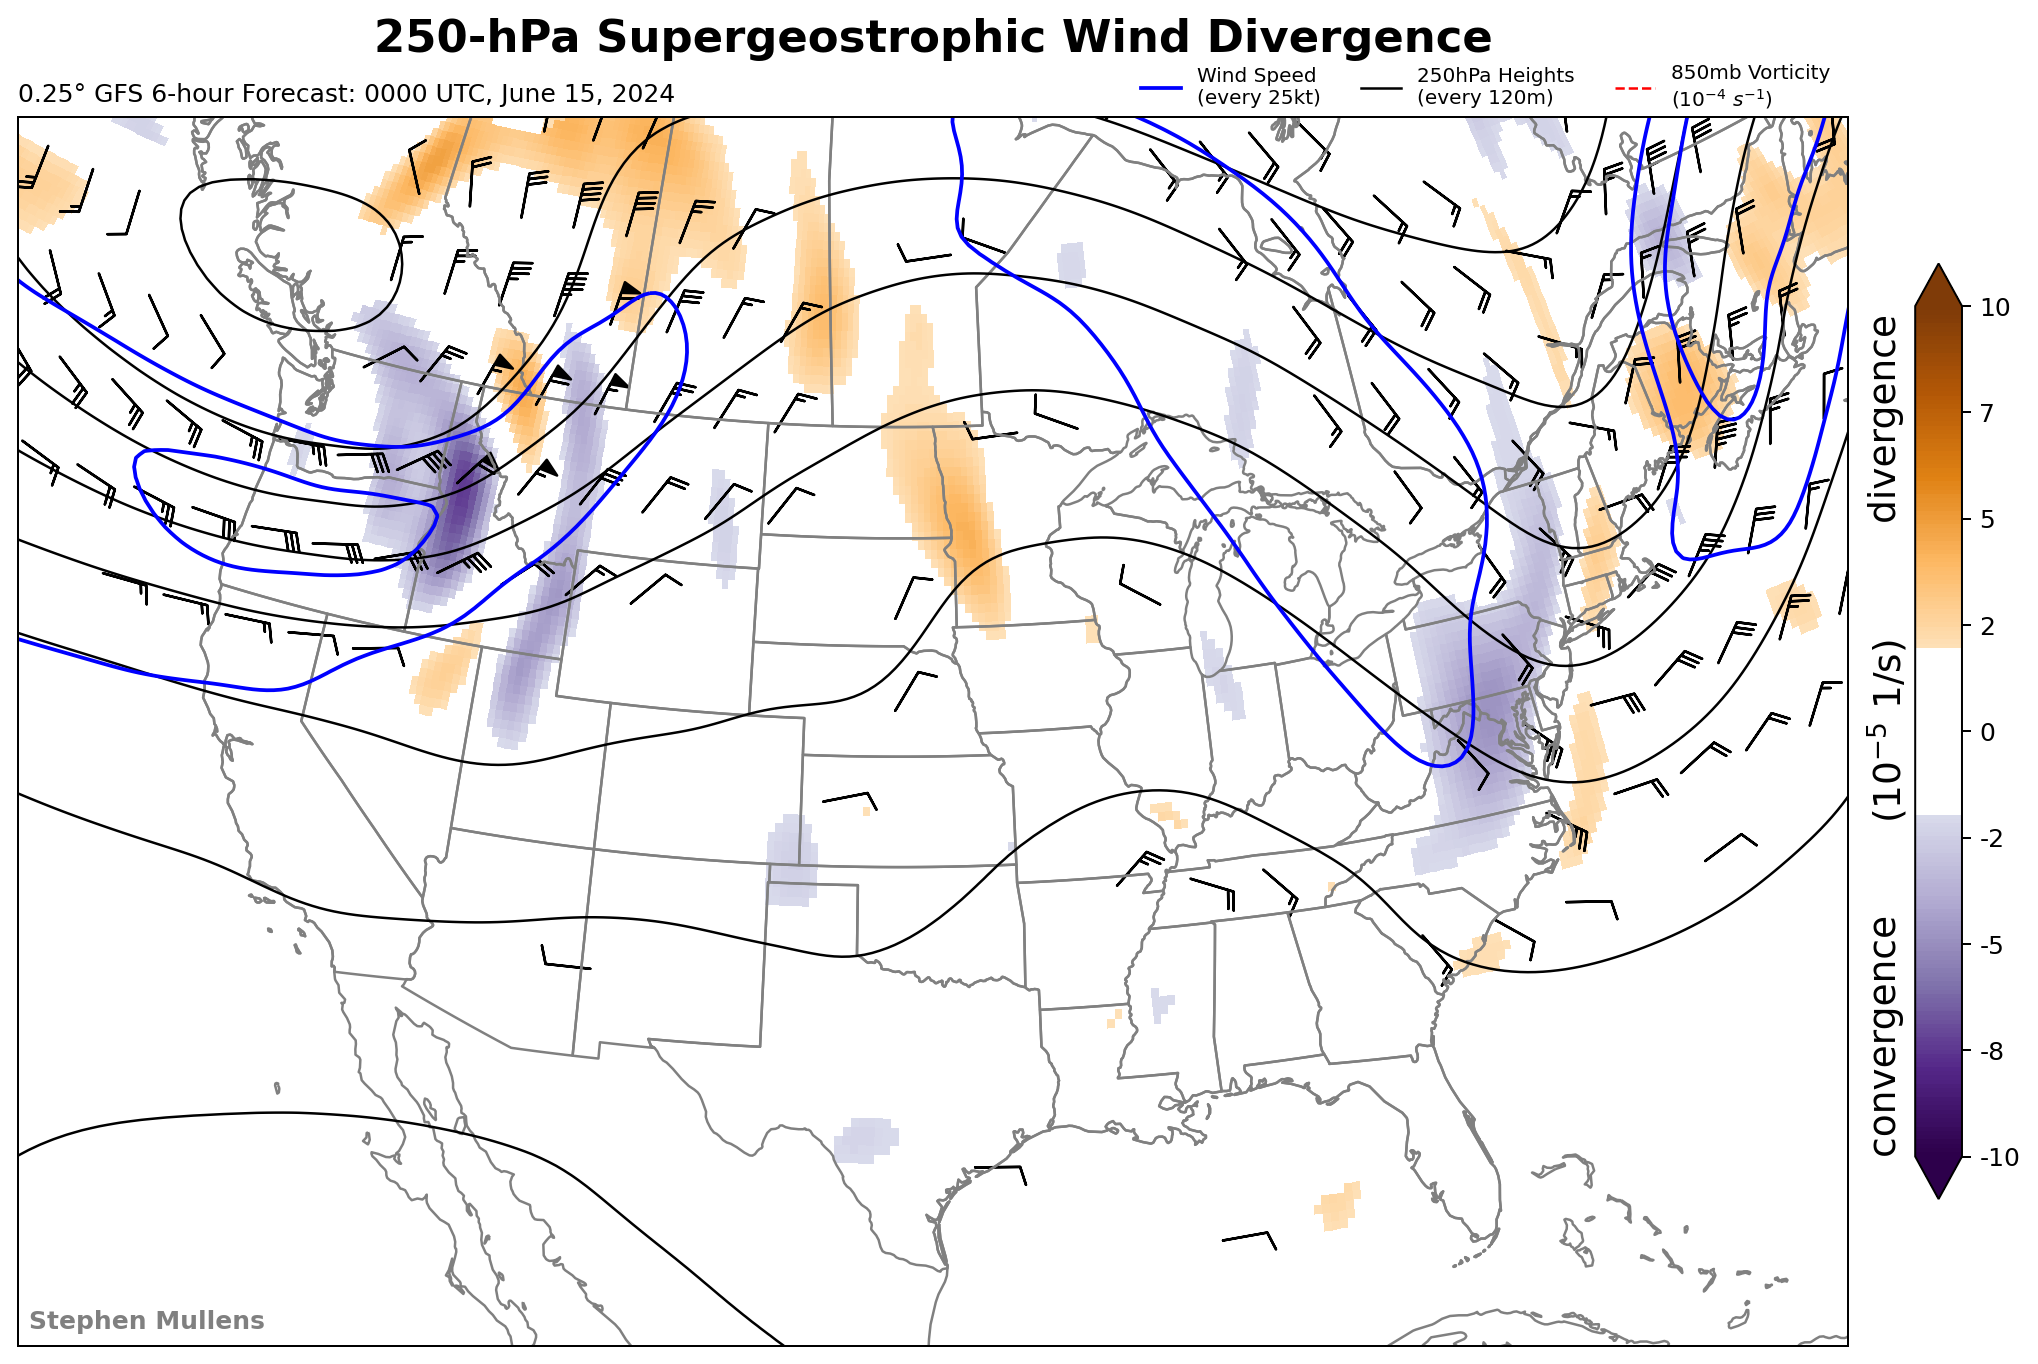 250-hPa Supergeostrophic Wind Divergence
0.25° GFS 6-hour Forecast: 0000 UTC, June 15, 2024
Wind Speed
(every 25kt)
250hPa Heights
(every 120m)
850mb Vorticity
(10⁻⁴ s⁻¹)
10
7
5
2
0
-2
-5
-8
-10
convergence (10⁻⁵ 1/s) divergence
Stephen Mullens